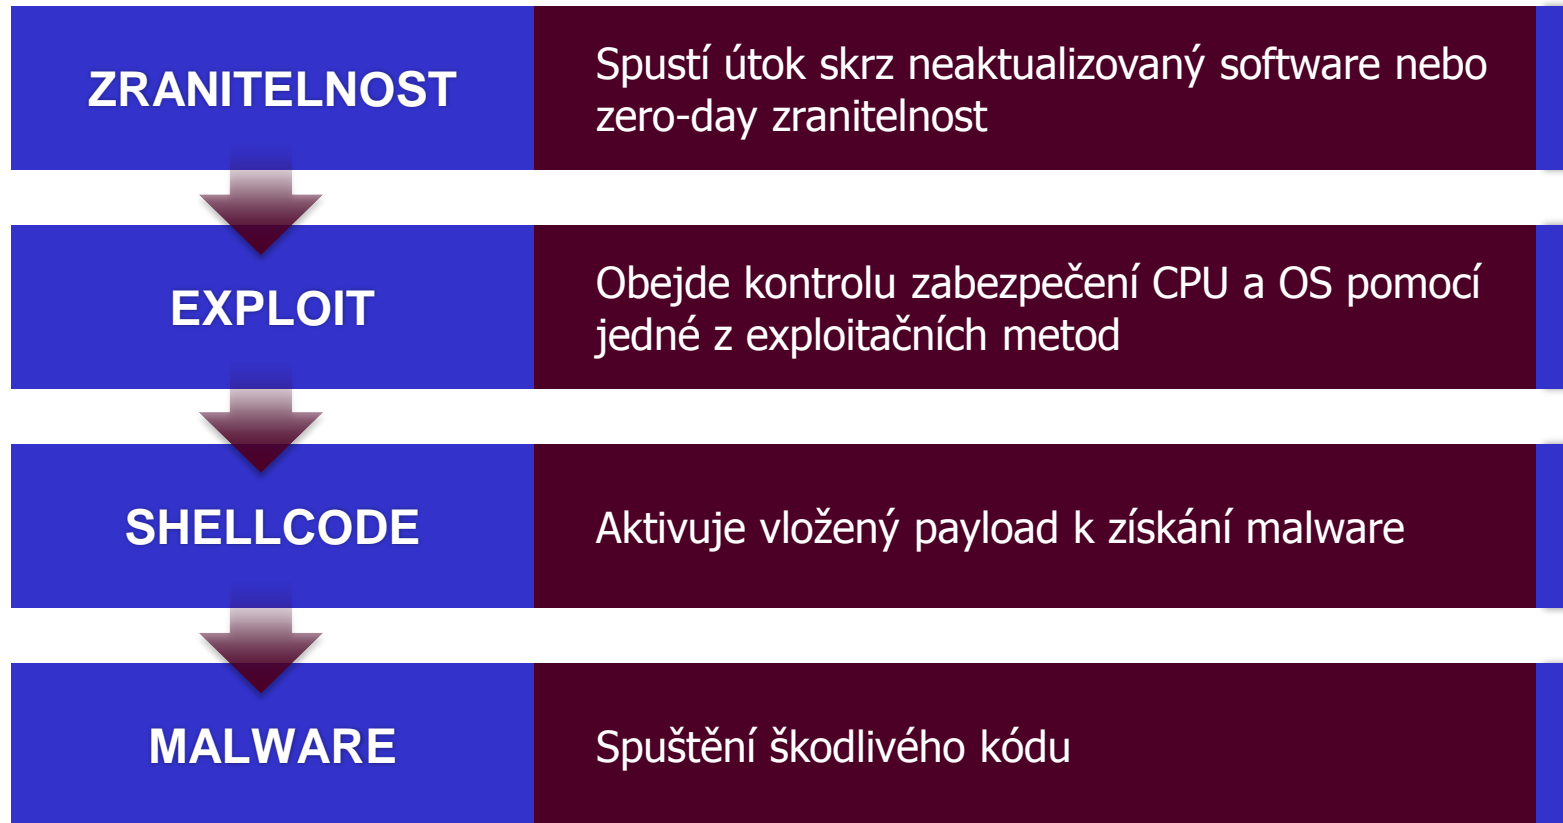 ZRANITELNOST
Spustí útok skrz neaktualizovaný software nebo
zero-day zranitelnost
EXPLOIT
Obejde kontrolu zabezpečení CPU a OS pomocí
jedné z exploitačních metod
SHELLCODE
Aktivuje vložený payload k získání malware
MALWARE
Spuštění škodlivého kódu